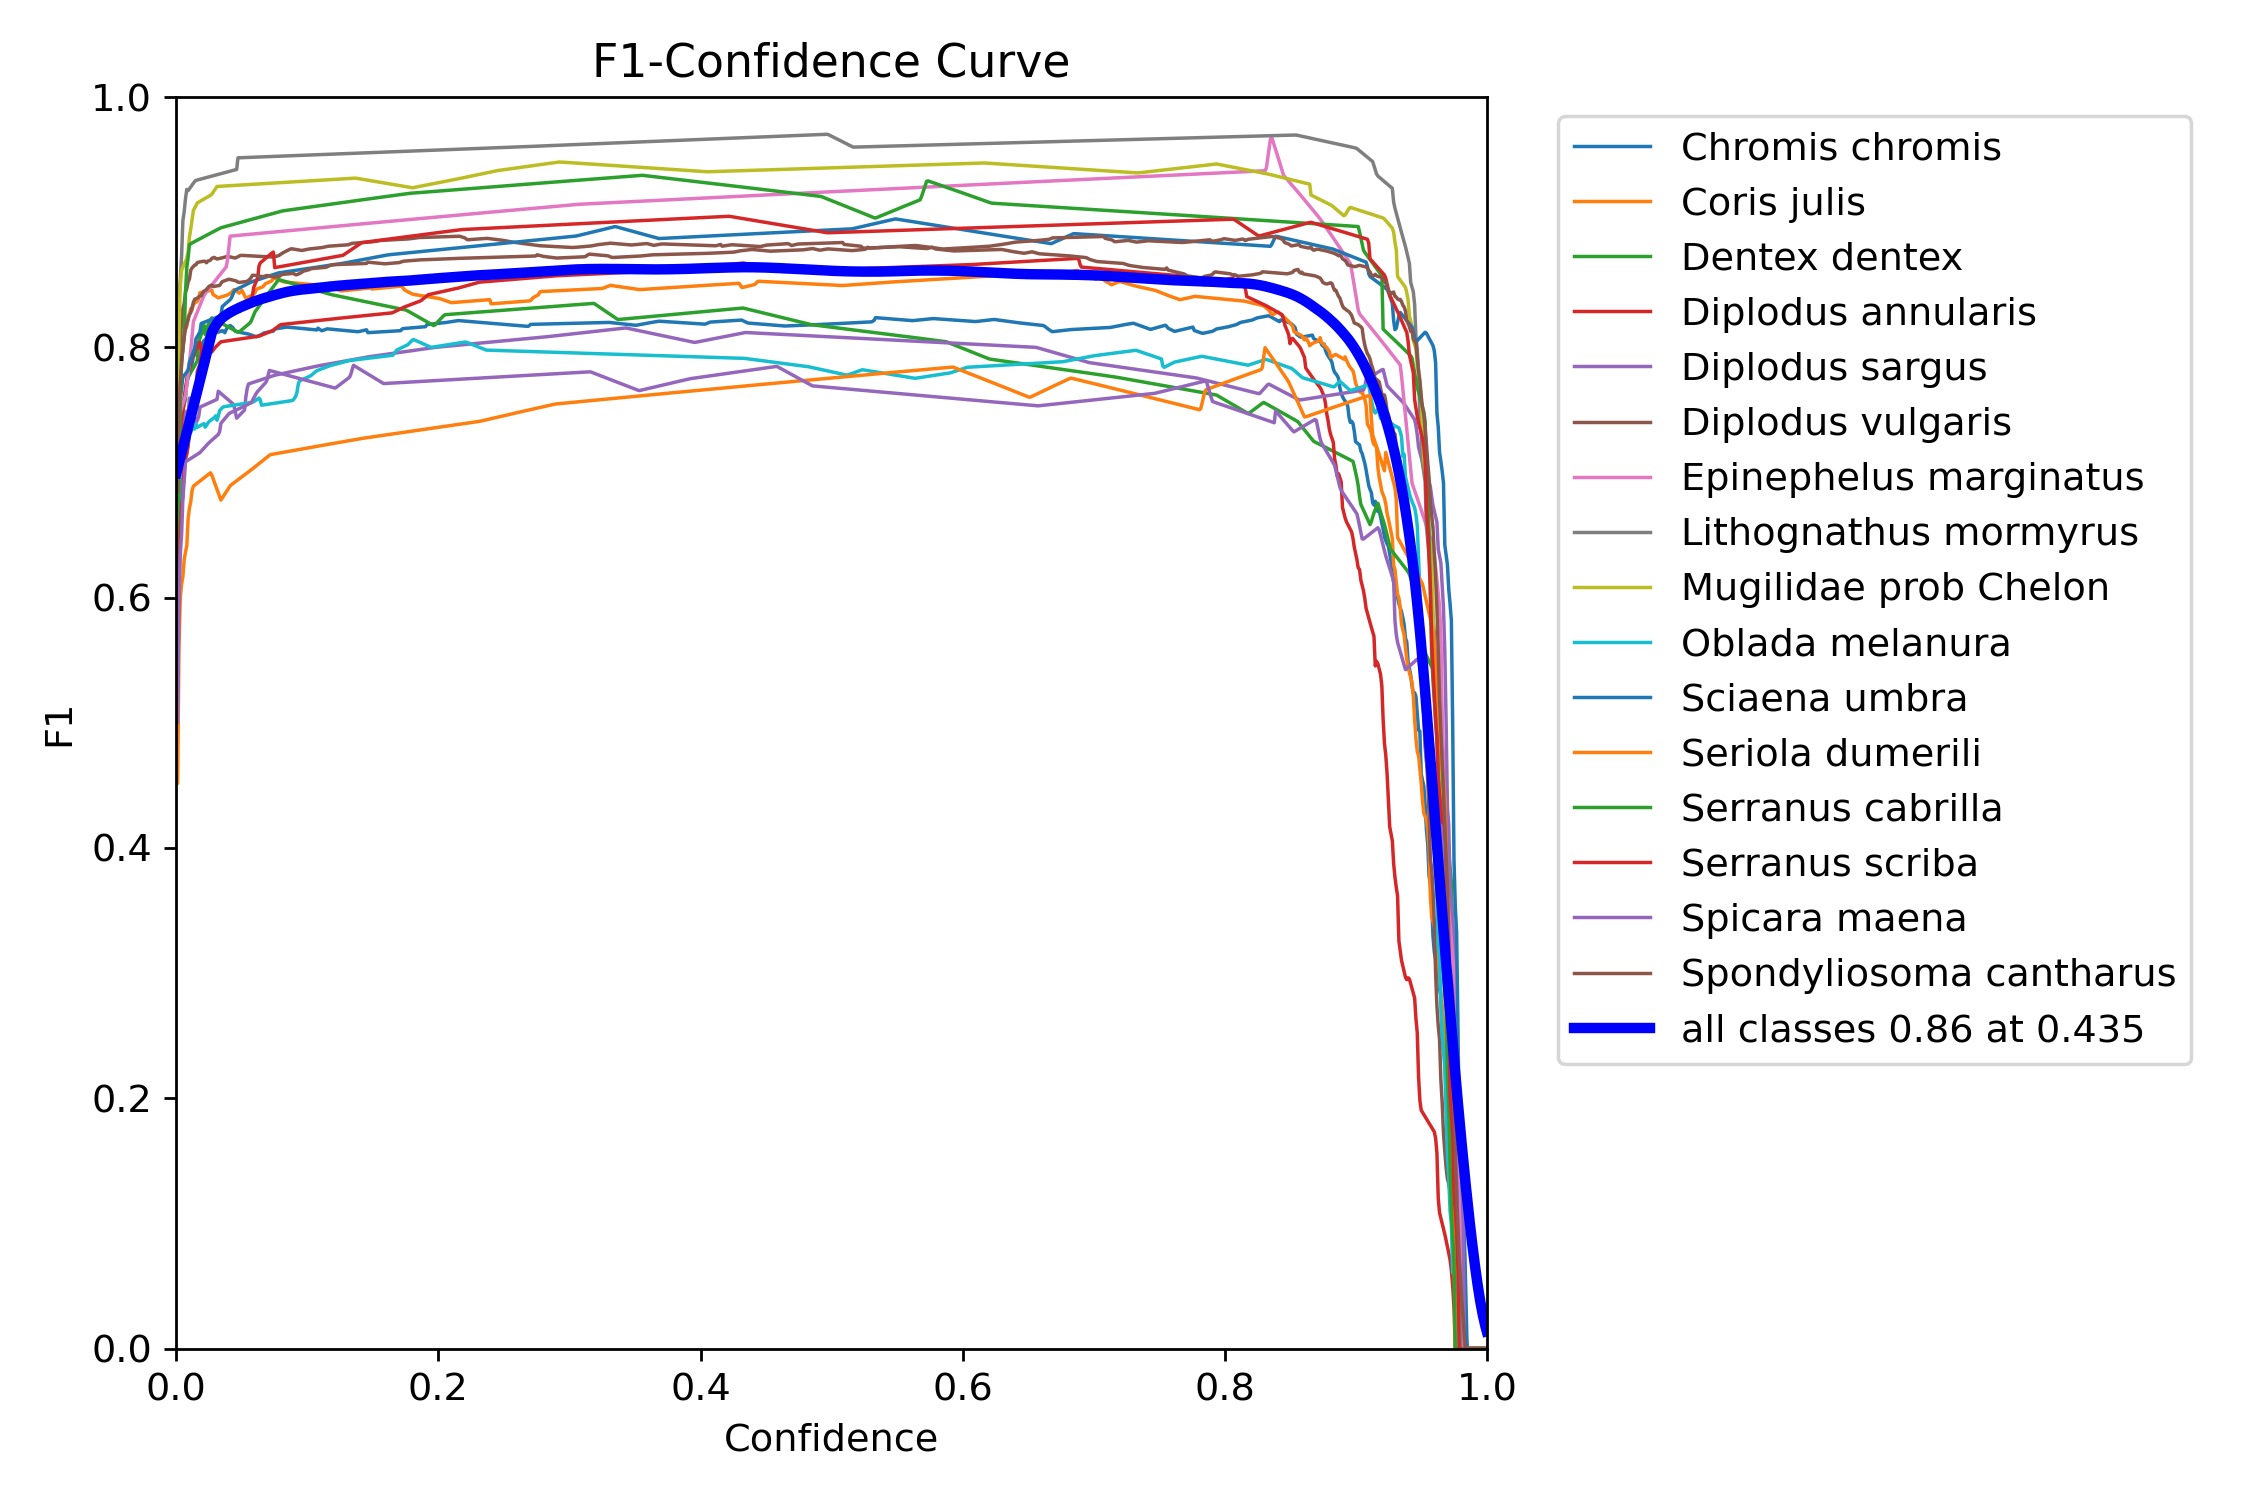 F1-Confidence Curve
1.0
0.8
0.6
0.4
0.2
0.0
F1
0.0 0.2 0.4 0.6 0.8 1.0
Confidence
Chromis chromis
Coris julis
Dentex dentex
Diplodus annularis
Diplodus sargus
Diplodus vulgaris
Epinephelus marginatus
Lithognathus mormyrus
Mugilidae prob Chelon
Oblada melanura
Sciaena umbra
Seriola dumerili
Serranus cabrilla
Serranus scriba
Spicara maena
Spondyliosoma cantharus
all classes 0.86 at 0.435